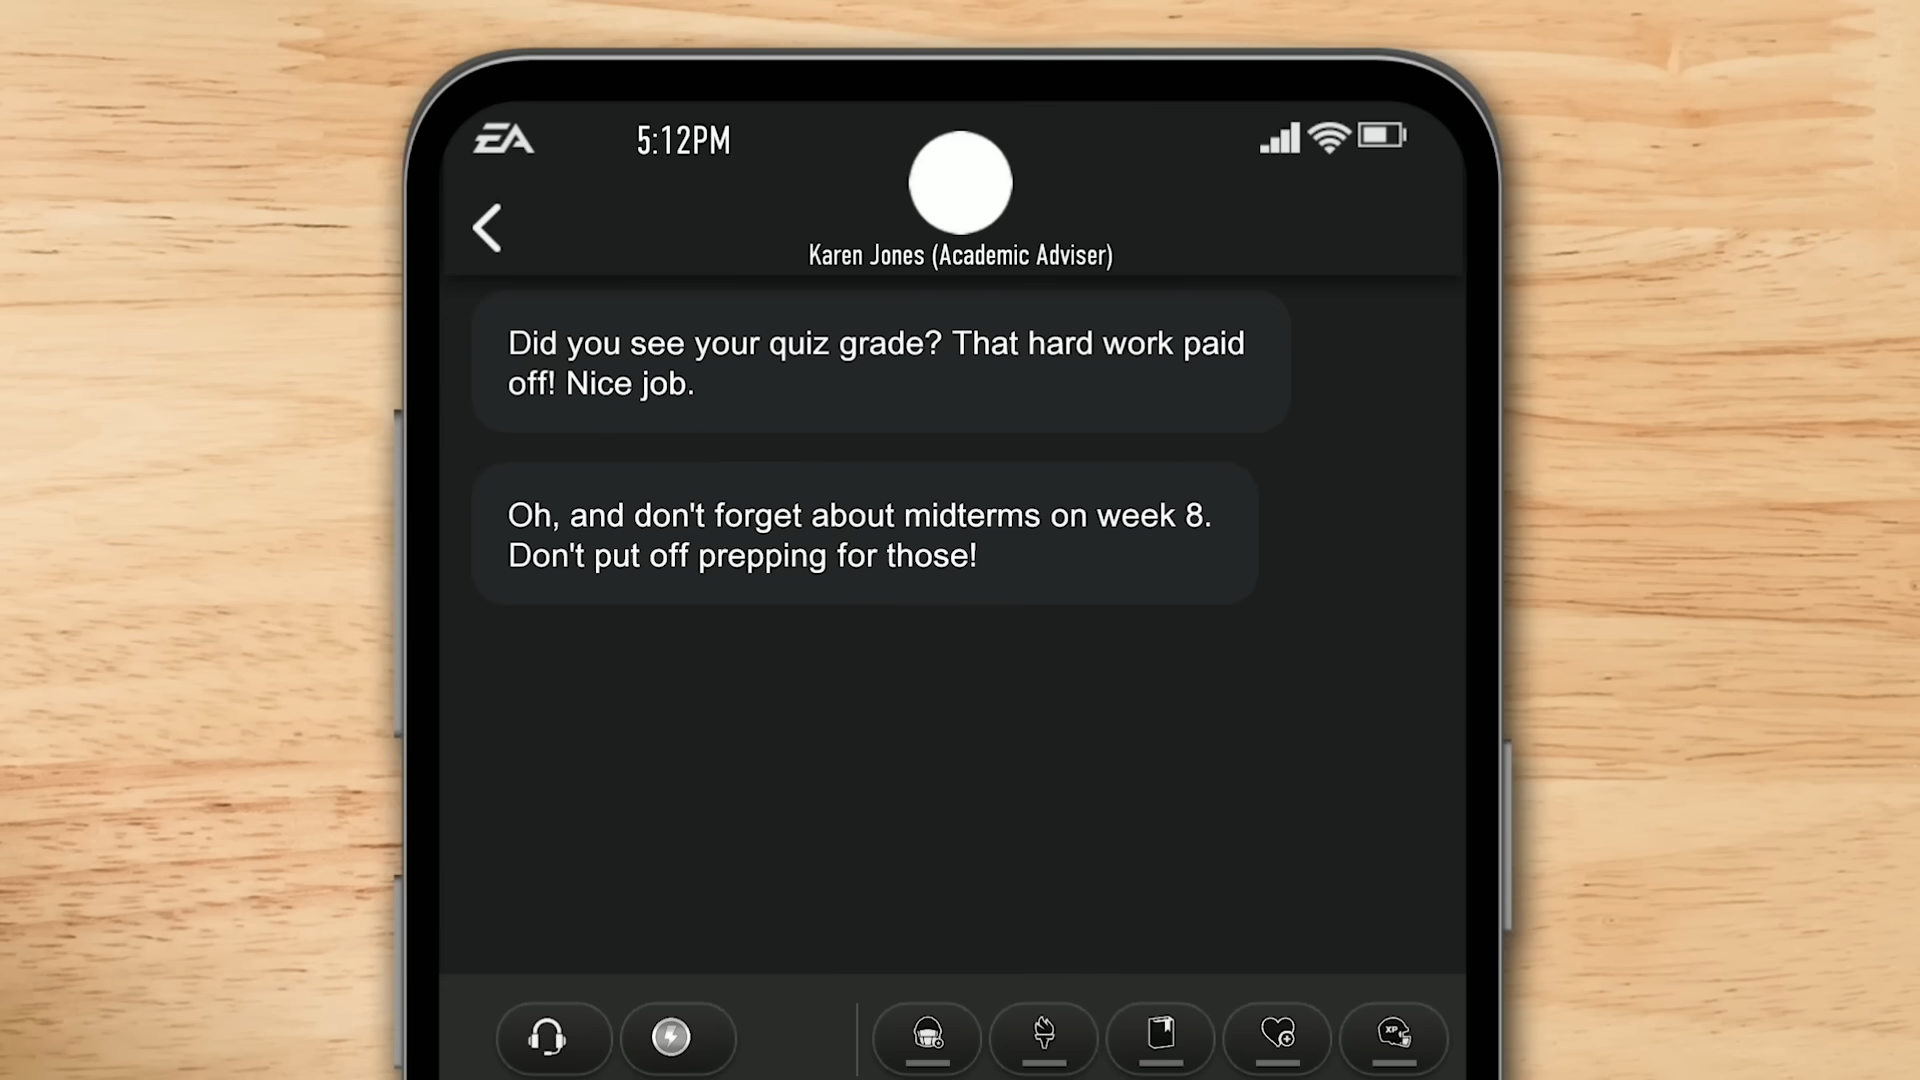 EA
5:12PM
Karen Jones (Academic Adviser)
Did you see your quiz grade? That hard work paid
off! Nice job.
Oh, and don't forget about midterms on week 8.
Don't put off prepping for those!
XP